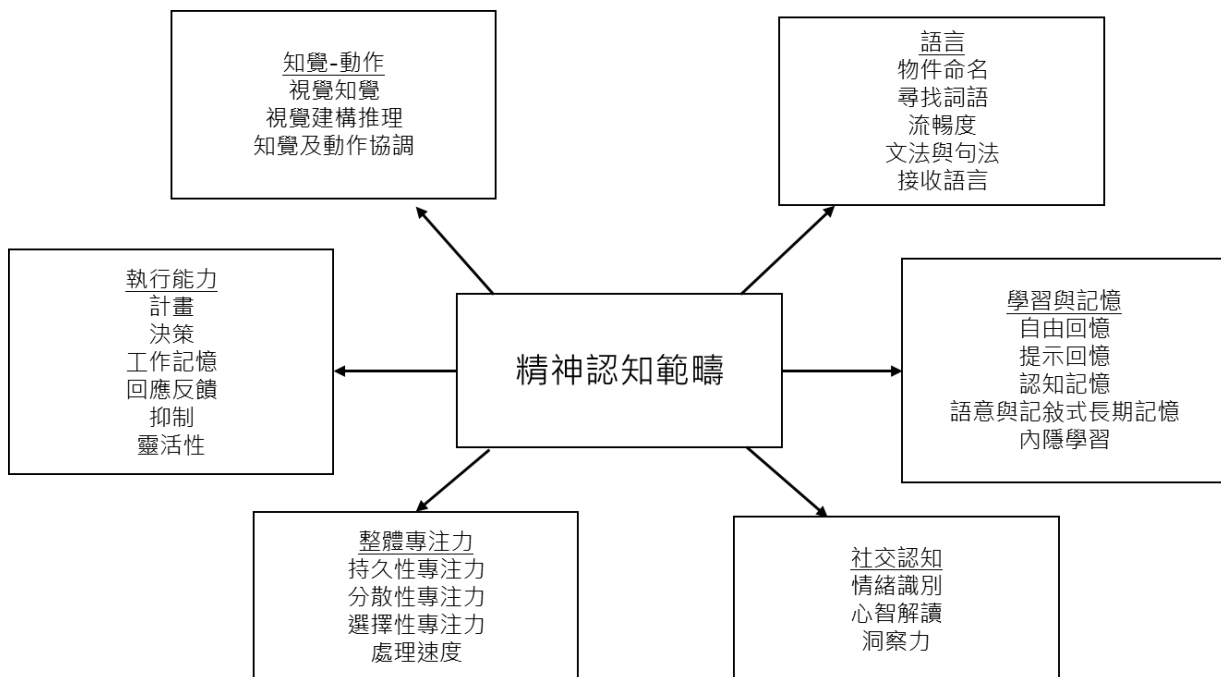 知覺-動作
視覺知覺
視覺建構推理
知覺及動作協調
語言
物件命名
尋找詞語
流暢度
文法與句法
接收語言
執行能力
計畫
決策
工作記憶
回應反饋
抑制
靈活性
精神認知範疇
學習與記憶
自由回憶
提示回憶
認知記憶
語意與記敍式長期記憶
內隱學習
整體專注力
持久性專注力
分散性專注力
選擇性專注力
處理速度
社交認知
情緒識別
心智解讀
洞察力